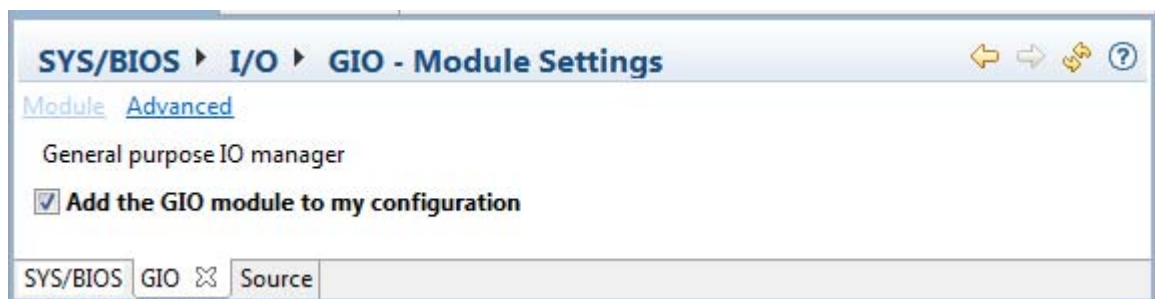 SYS/BIOS ▸ I/O ▸ GIO - Module Settings
Module Advanced
General purpose IO manager
Add the GIO module to my configuration
SYS/BIOS GIO Source